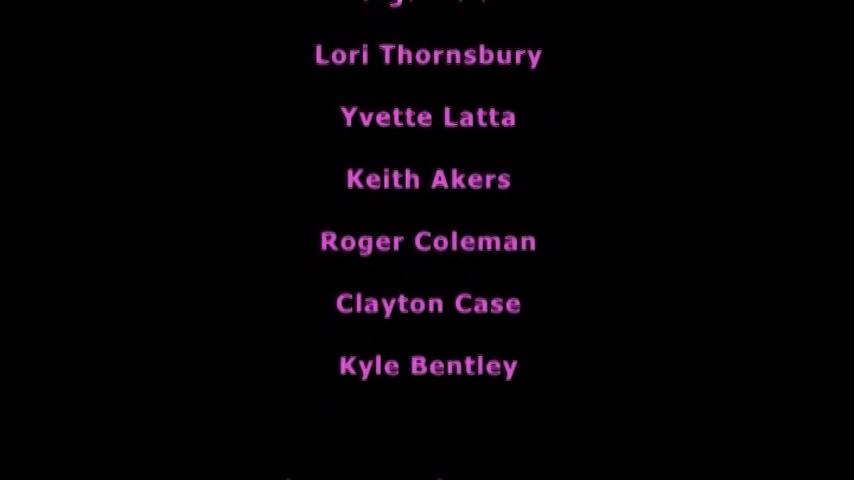 Lori Thornsbury
Yvette Latta
Keith Akers
Roger Coleman
Clayton Case
Kyle Bentley